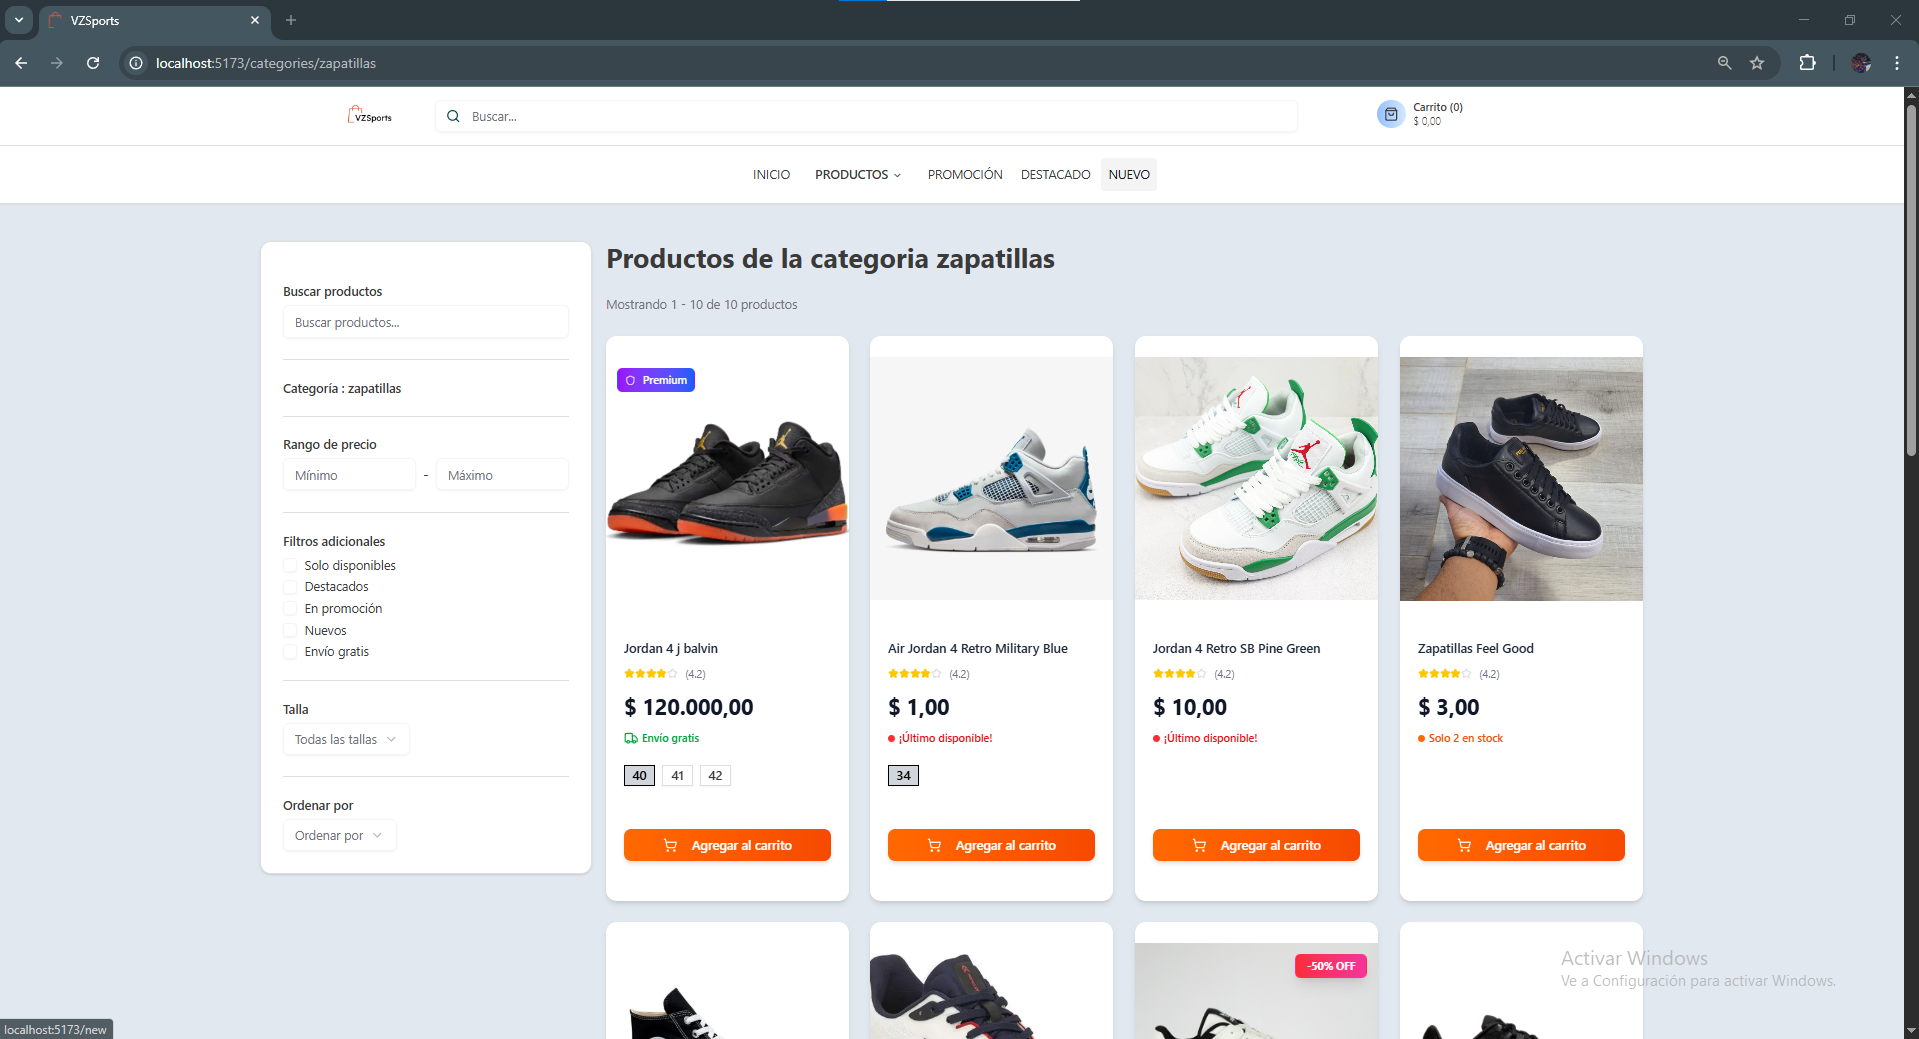 VZSports
localhost:5173/categories/zapatillas
VZSports
Buscar...
Carrito (0)
$ 0,00
INICIO
PRODUCTOS
PROMOCIÓN
DESTACADO
NUEVO
Buscar productos
Buscar productos...
Categoría : zapatillas
Rango de precio
Mínimo
-
Máximo
Filtros adicionales
Solo disponibles
Destacados
En promoción
Nuevos
Envío gratis
Talla
Todas las tallas
Ordenar por
Ordenar por
Productos de la categoria zapatillas
Mostrando 1 - 10 de 10 productos
Premium
Jordan 4 j balvin
(4.2)
$ 120.000,00
Envío gratis
40 41 42
Agregar al carrito
Air Jordan 4 Retro Military Blue
(4.2)
$ 1,00
¡Último disponible!
34
Agregar al carrito
Jordan 4 Retro SB Pine Green
(4.2)
$ 10,00
¡Último disponible!
Agregar al carrito
Zapatillas Feel Good
(4.2)
$ 3,00
Solo 2 en stock
Agregar al carrito
-50% OFF
Activar Windows
Ve a Configuración para activar Windows.
localhost:5173/new